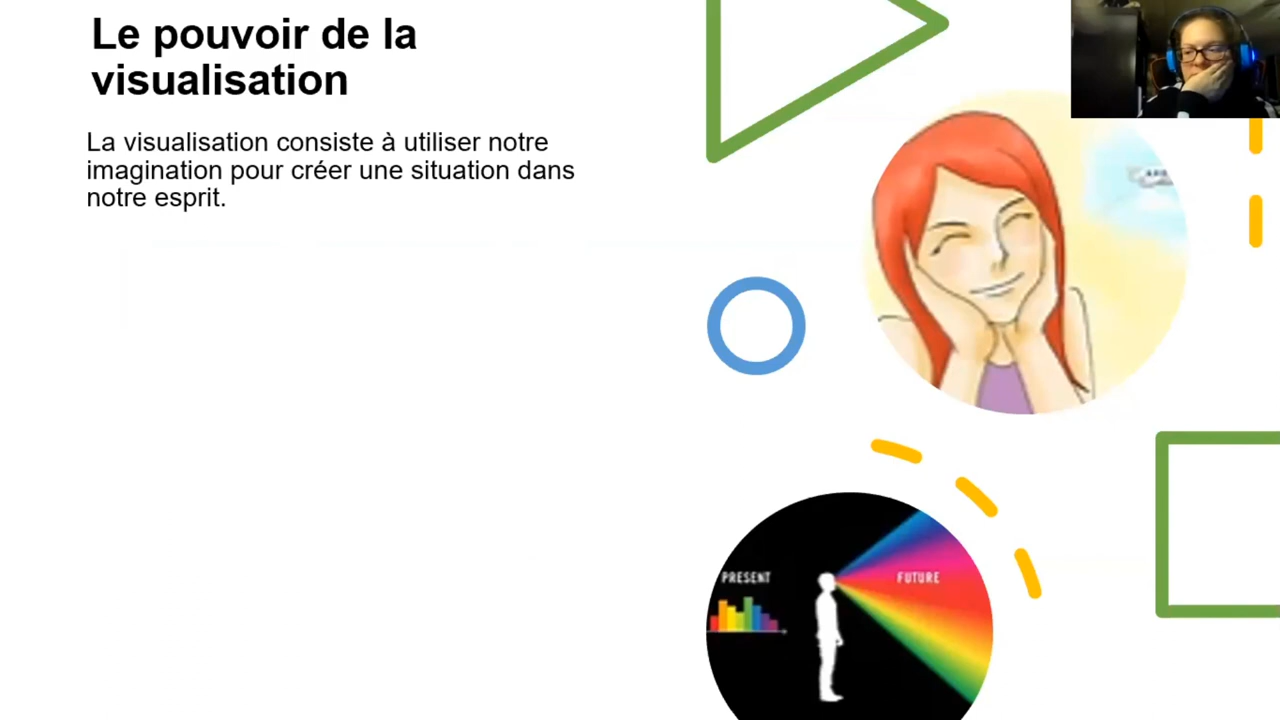 Le pouvoir de la
visualisation
La visualisation consiste à utiliser notre
imagination pour créer une situation dans
notre esprit.
PRESENT
FUTURE